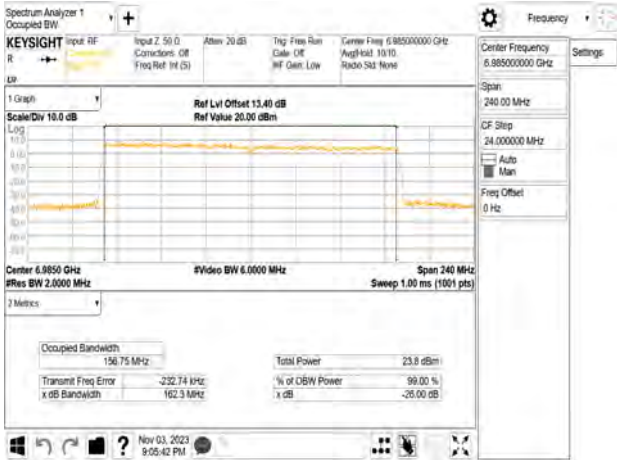 Spectrum Analyzer 1
Occupied BW
+
Frequency
KEYSIGHT
Input: RF
Input Z: 50 Ω
Corrections: Off
Freq Ref: Int (S)
Atten: 20 dB
Trig: Free Run
Gate: Off
#IF Gain: Low
Center Freq: 6.985000000 GHz
Avg|Hold: 10/10
Radio Std: None
R
1 Graph
Scale/Div 10.0 dB
Ref Lvl Offset 13.40 dB
Ref Value 20.00 dBm
Log
10.0
0.00
Center 6.9850 GHz
#Res BW 2.0000 MHz
#Video BW 6.0000 MHz
Span 240 MHz
Sweep 1.00 ms (1001 pts)
2 Metrics
Occupied Bandwidth
156.75 MHz
Total Power 23.8 dBm
Transmit Freq Error -232.74 kHz
% of OBW Power 99.00 %
x dB Bandwidth 162.3 MHz
x dB -26.00 dB
Nov 03, 2023
9:05:42 PM
?
Center Frequency
6.985000000 GHz
Settings
Span
240.00 MHz
CF Step
24.000000 MHz
Auto
Man
Freq Offset
0 Hz